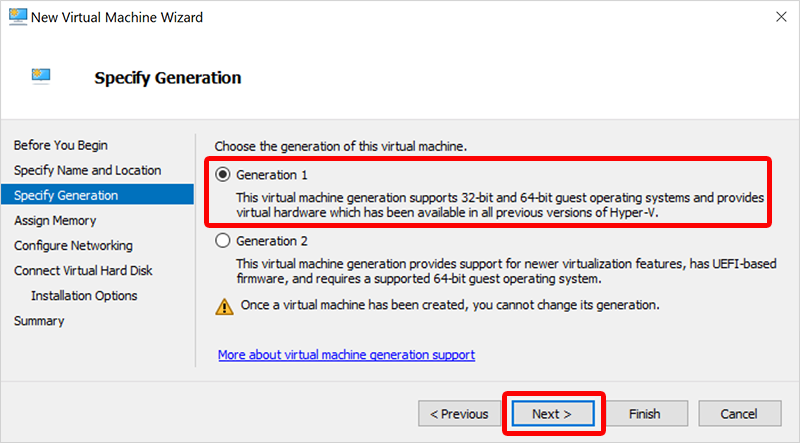 New Virtual Machine Wizard
Specify Generation
Before You Begin
Specify Name and Location
Specify Generation
Assign Memory
Configure Networking
Connect Virtual Hard Disk
Installation Options
Summary
Choose the generation of this virtual machine.
Generation 1
This virtual machine generation supports 32-bit and 64-bit guest operating systems and provides
virtual hardware which has been available in all previous versions of Hyper-V.
Generation 2
This virtual machine generation provides support for newer virtualization features, has UEFI-based
firmware, and requires a supported 64-bit guest operating system.
Once a virtual machine has been created, you cannot change its generation.
More about virtual machine generation support
< Previous
Next >
Finish
Cancel